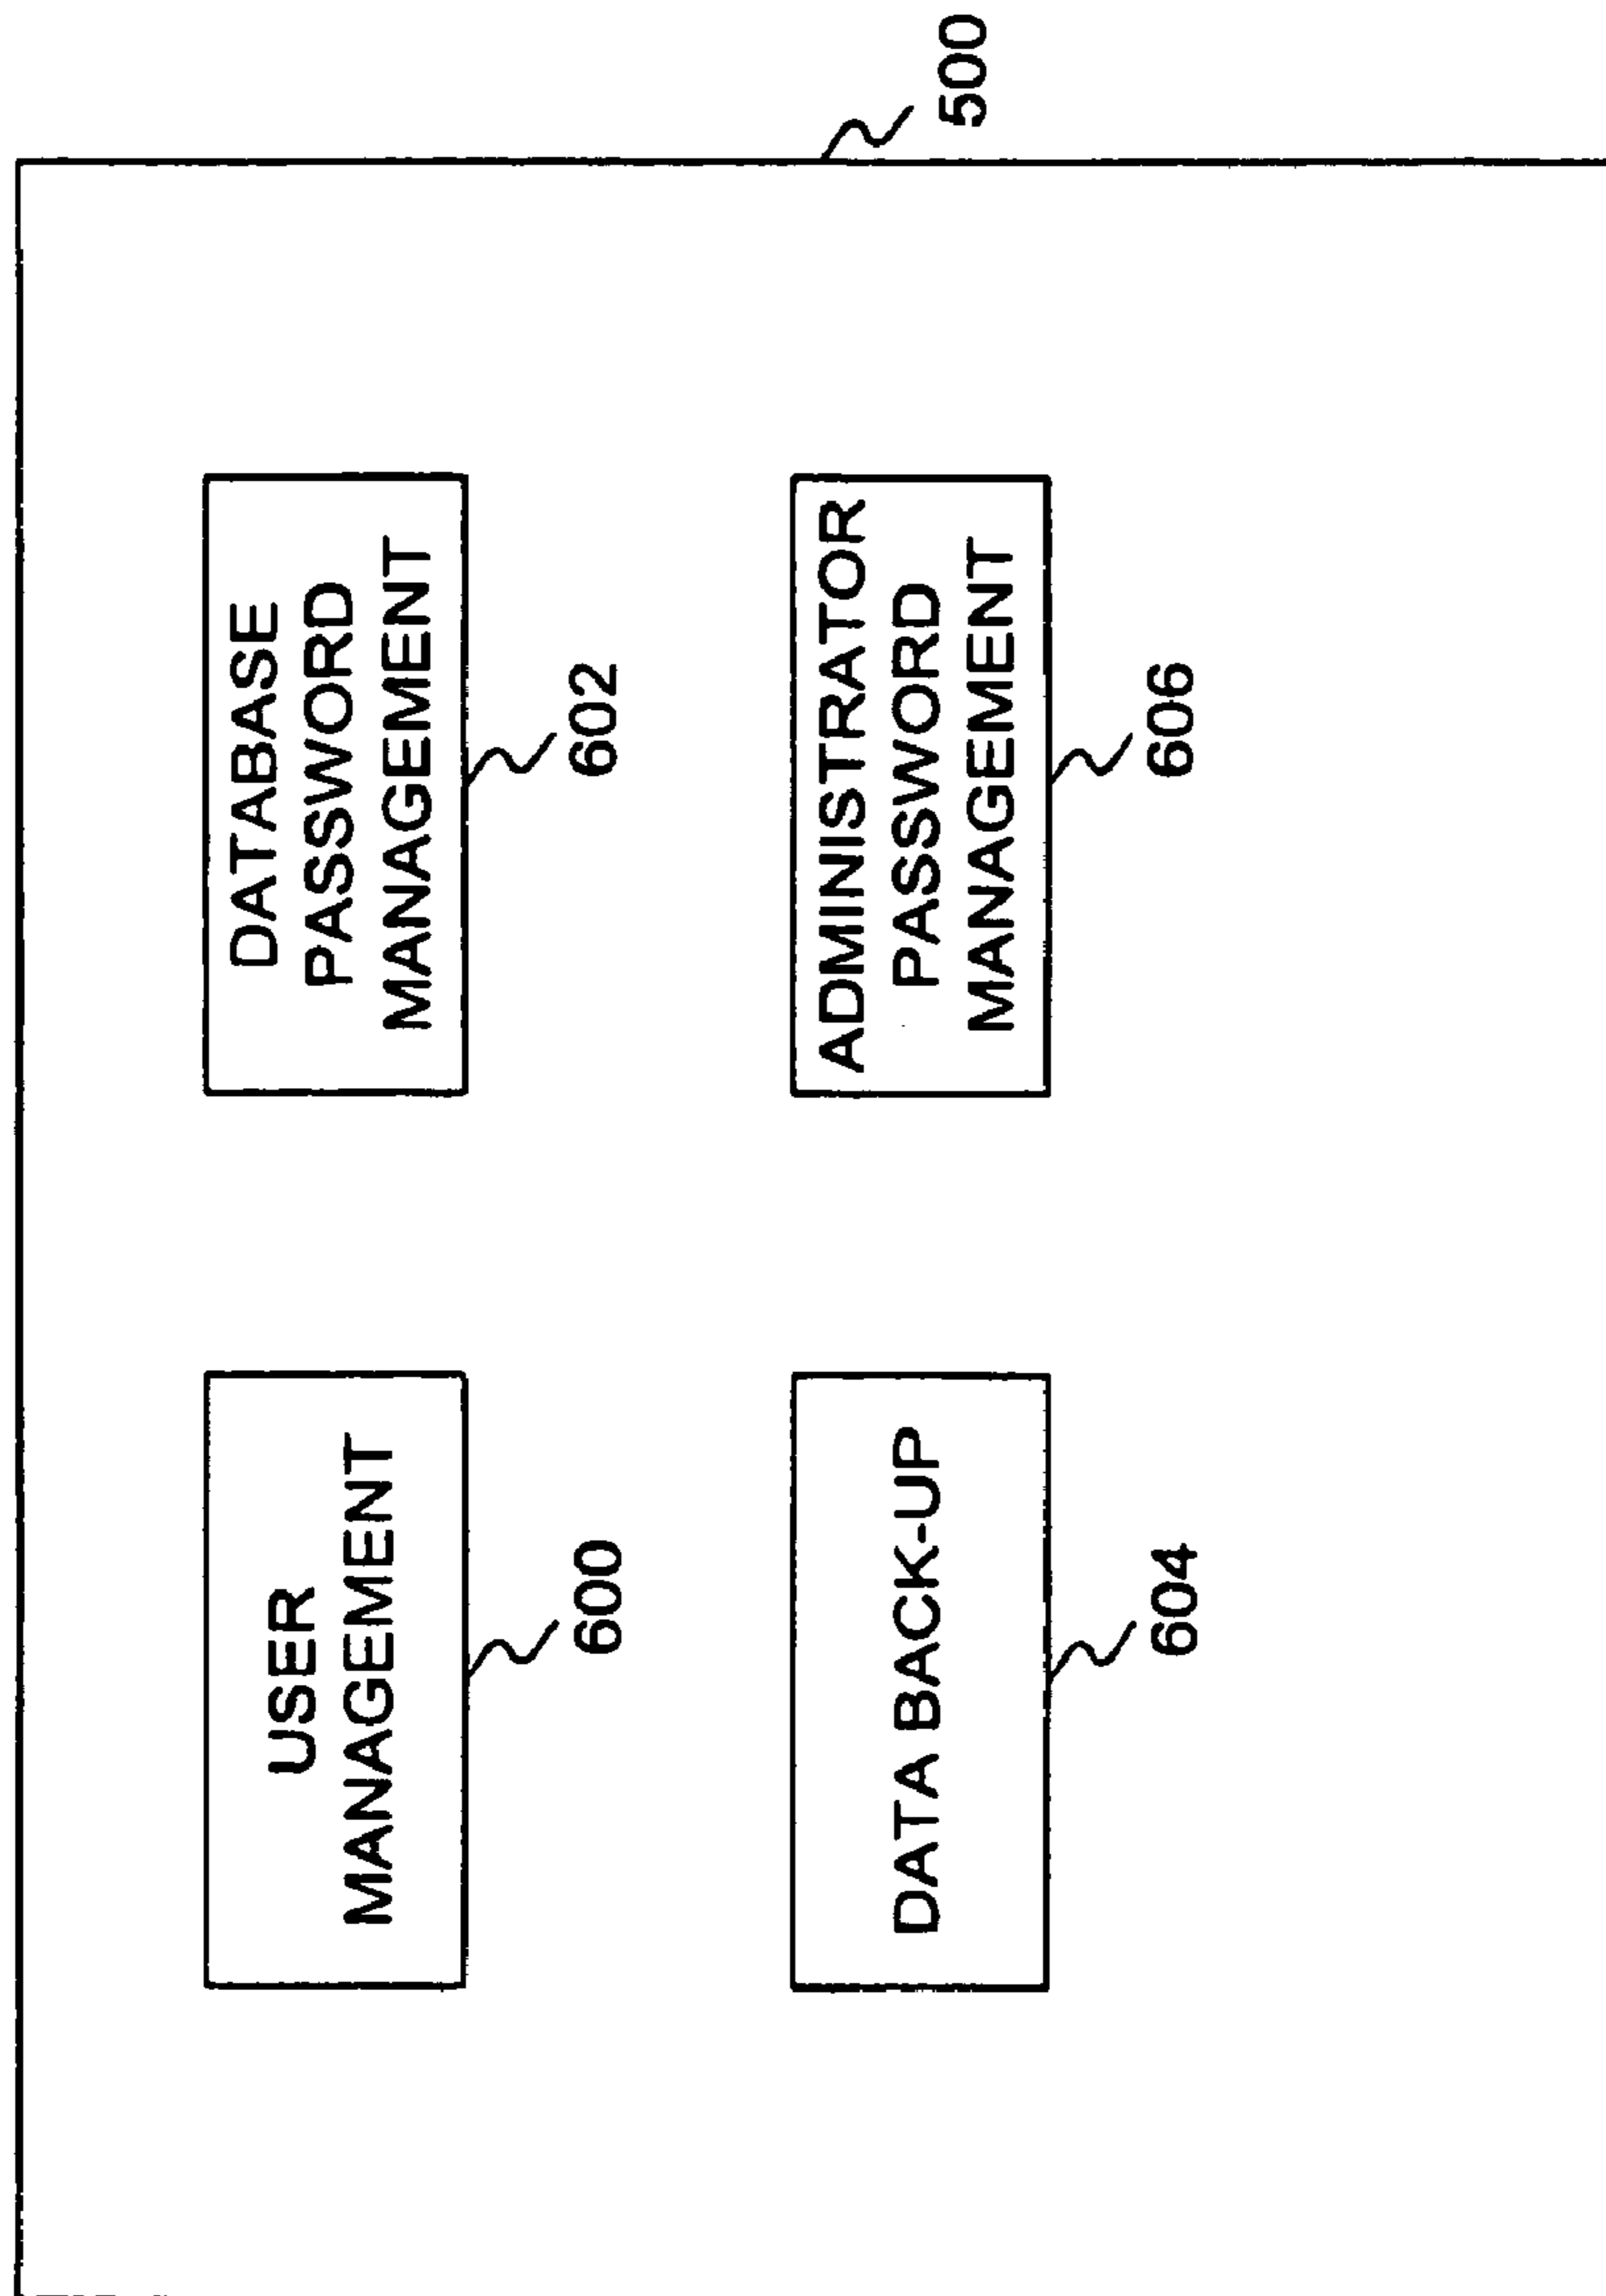 500
USER
MANAGEMENT
600
DATABASE
PASSWORD
MANAGEMENT
602
DATA BACK-UP
604
ADMINISTRATOR
PASSWORD
MANAGEMENT
606